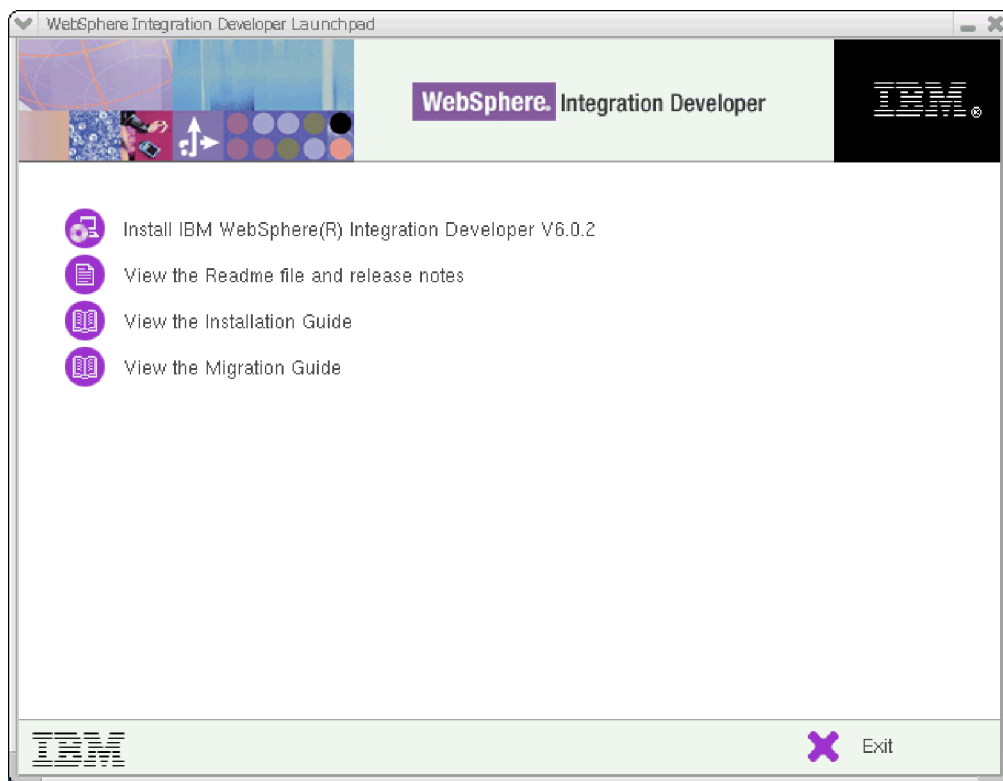 WebSphere Integration Developer Launchpad
WebSphere. Integration Developer
IBM®
Install IBM WebSphere(R) Integration Developer V6.0.2
View the Readme file and release notes
View the Installation Guide
View the Migration Guide
IBM
Exit